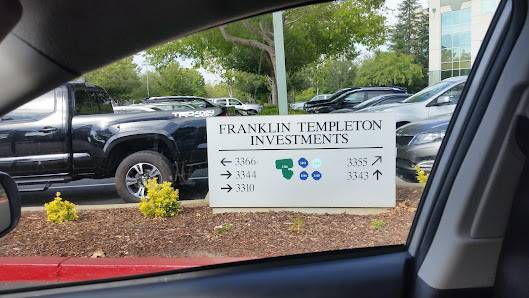 FRANKLIN TEMPLETON
INVESTMENTS
← 3366
→ 3344
→ 3310
3355 ↗
3343 ↑